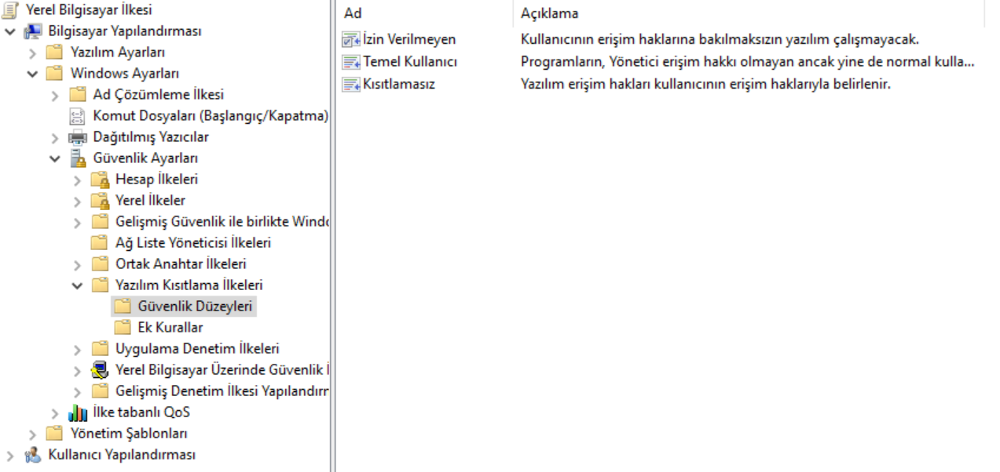 Yerel Bilgisayar İlkesi
Bilgisayar Yapılandırması
Yazılım Ayarları
Windows Ayarları
Ad Çözümleme İlkesi
Komut Dosyaları (Başlangıç/Kapatma)
Dağıtılmış Yazıcılar
Güvenlik Ayarları
Hesap İlkeleri
Yerel İlkeler
Gelişmiş Güvenlik ile birlikte Windo
Ağ Liste Yöneticisi İlkeleri
Ortak Anahtar İlkeleri
Yazılım Kısıtlama İlkeleri
Güvenlik Düzeyleri
Ek Kurallar
Uygulama Denetim İlkeleri
Yerel Bilgisayar Üzerinde Güvenlik İ
Gelişmiş Denetim İlkesi Yapılandırm
İlke tabanlı QoS
Yönetim Şablonları
Kullanıcı Yapılandırması
Ad Açıklama
İzin Verilmeyen Kullanıcının erişim haklarına bakılmaksızın yazılım çalışmayacak.
Temel Kullanıcı Programların, Yönetici erişim hakkı olmayan ancak yine de normal kulla...
Kısıtlamasız Yazılım erişim hakları kullanıcının erişim haklarıyla belirlenir.